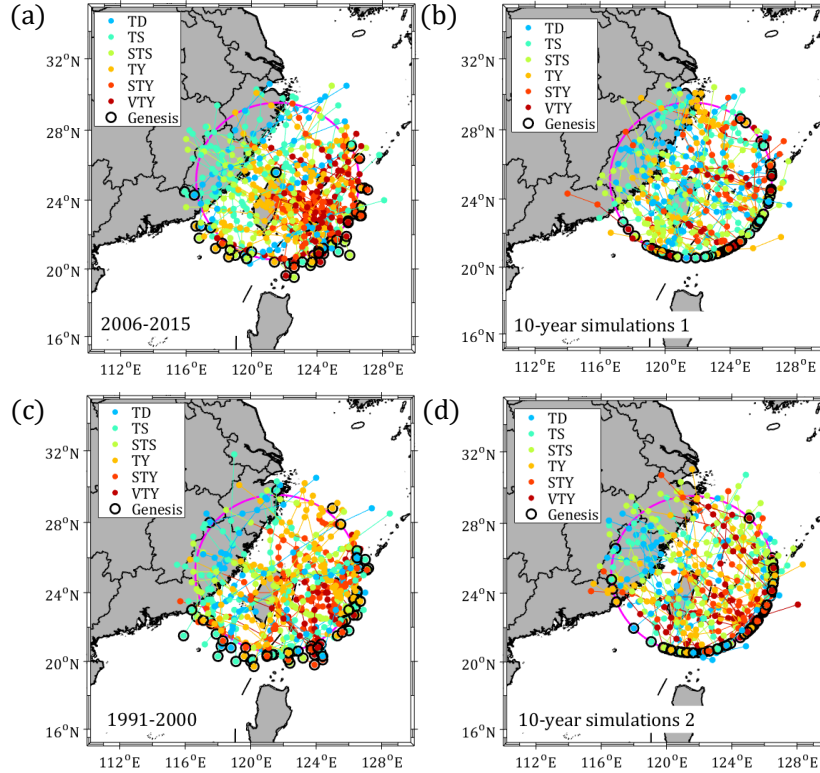 (a)
TD
TS
STS
TY
STY
VTY
Genesis
32°N
28°N
24°N
20°N
16°N
2006-2015
112°E 116°E 120°E 124°E 128°E
(b)
TD
TS
STS
TY
STY
VTY
Genesis
32°N
28°N
24°N
20°N
16°N
10-year simulations 1
112°E 116°E 120°E 124°E 128°
(c)
TD
TS
STS
TY
STY
VTY
Genesis
32°N
28°N
24°N
20°N
16°N
1991-2000
112°E 116°E 120°E 124°E 128°E
(d)
TD
TS
STS
TY
STY
VTY
Genesis
32°N
28°N
24°N
20°N
16°N
10-year simulations 2
112°E 116°E 120°E 124°E 128°